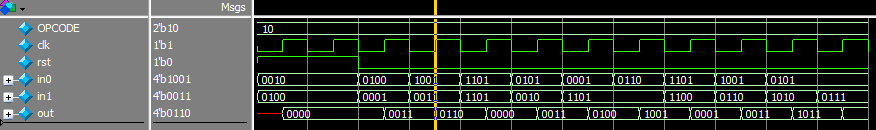 Msgs
OPCODE 2'b10 10
clk 1'b1
rst 1'b0
in0 4'b1001 0010 0100 1001 1101 0101 0001 0110 1101 1001 0101
in1 4'b0011 0100 0001 0011 1101 0010 1101 1100 0110 1010 0111
out 4'b0110 0000 0011 0110 0000 0011 0100 1001 0001 0011 1011